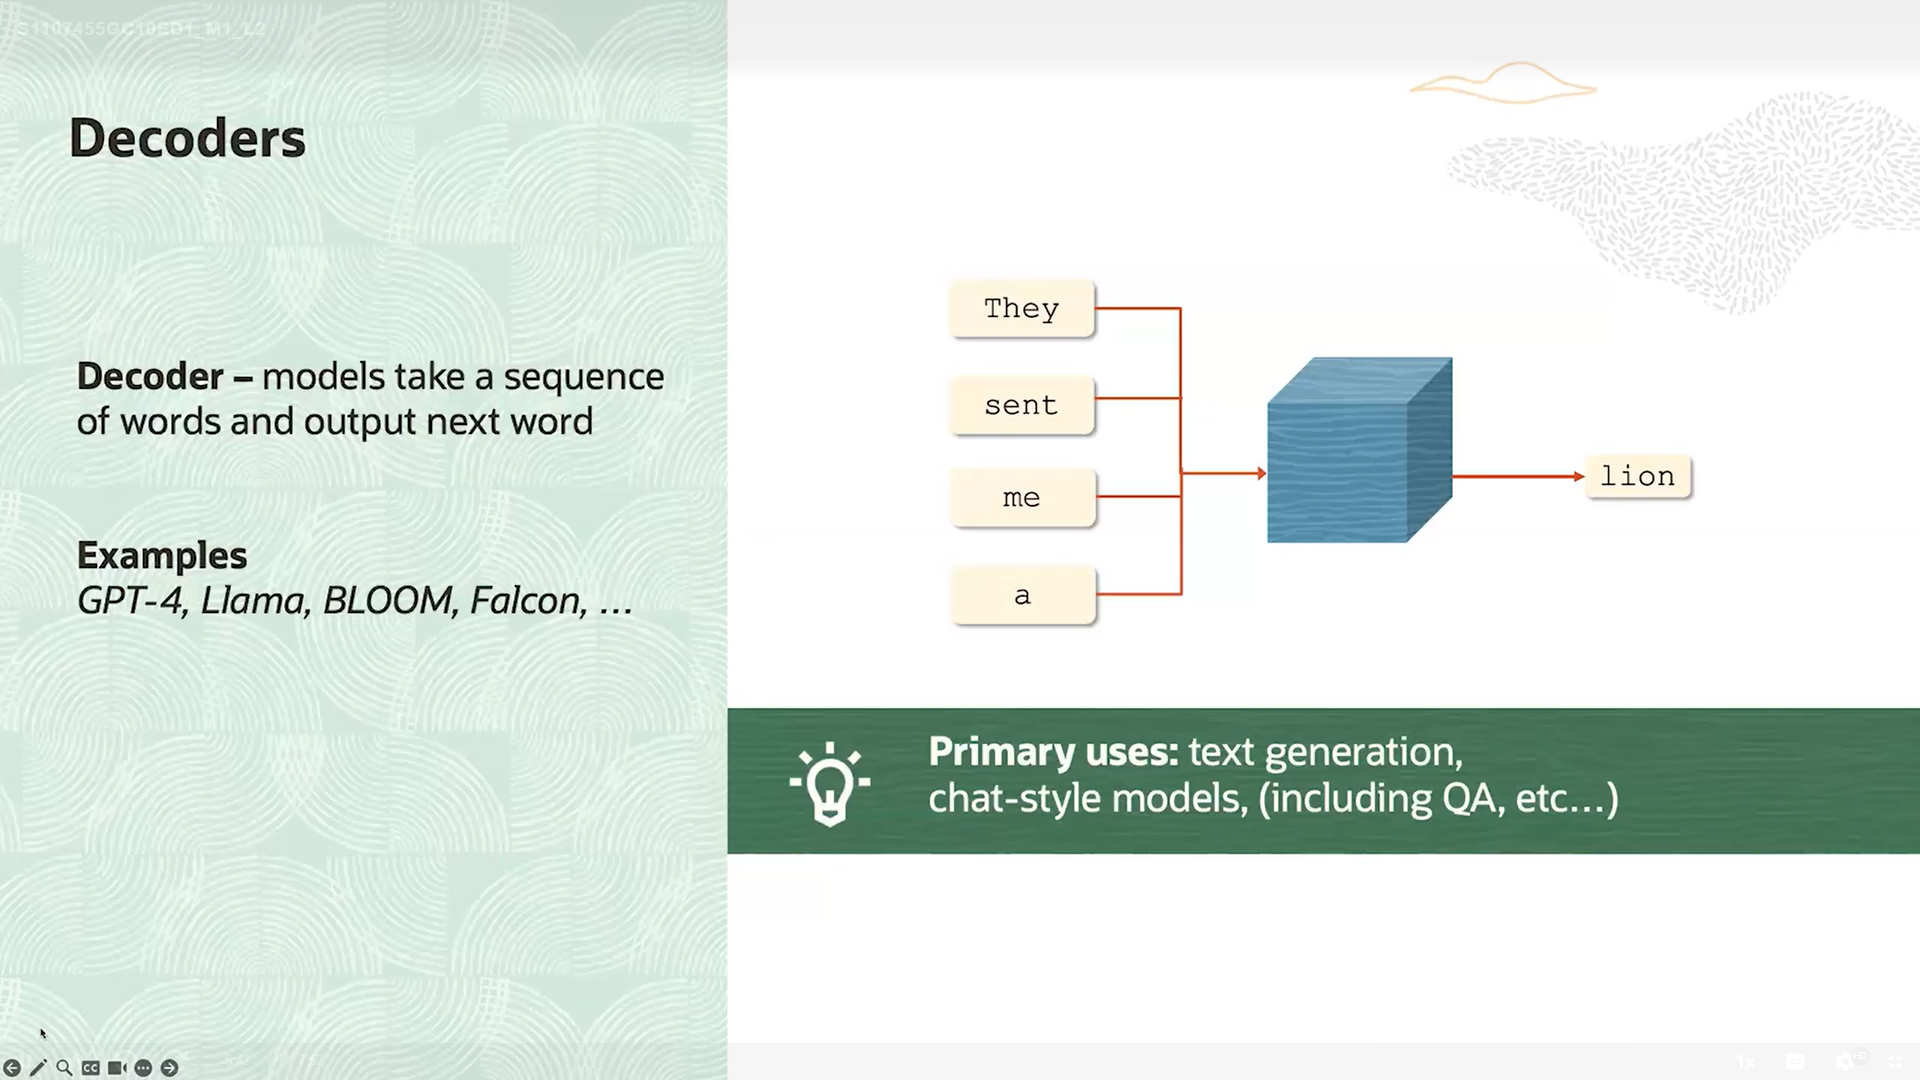 S1107455GC10ED1_M1_L2
Decoders
Decoder – models take a sequence
of words and output next word
Examples
GPT-4, Llama, BLOOM, Falcon, ...
They
sent
me
a
lion
Primary uses: text generation,
chat-style models, (including QA, etc...)
CC
1x
HD